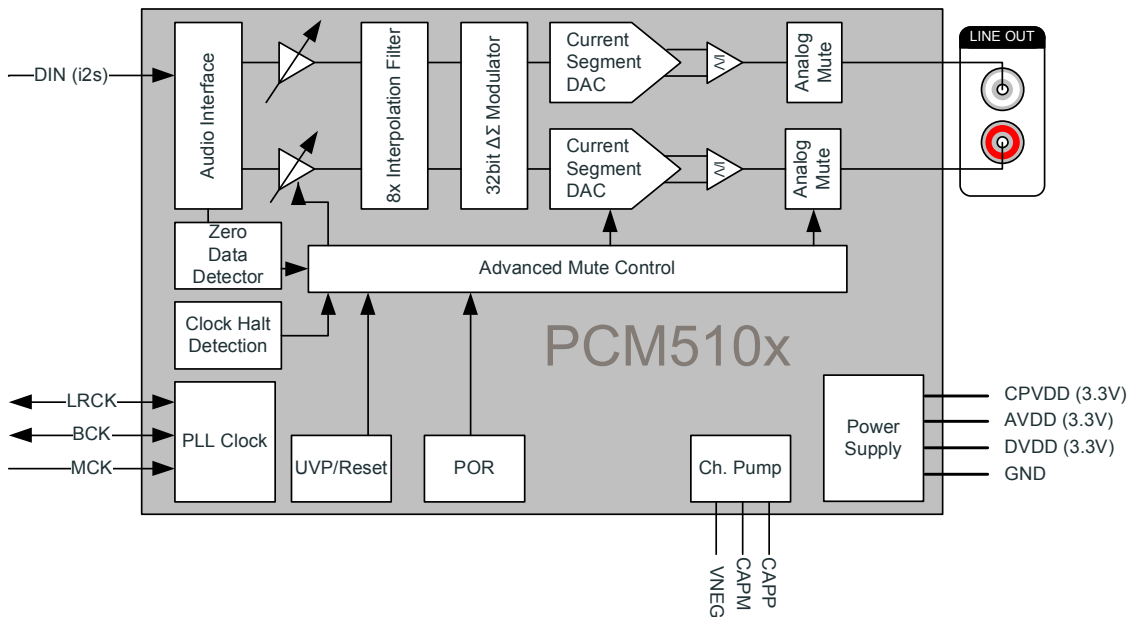 LINE OUT
DIN (i2s)
Audio Interface
8x Interpolation Filter
32bit ΔΣ Modulator
Current
Segment
DAC
I/V
Analog
Mute
Current
Segment
DAC
I/V
Analog
Mute
Zero
Data
Detector
Advanced Mute Control
Clock Halt
Detection
PCM510x
LRCK
BCK
MCK
PLL Clock
UVP/Reset
POR
Ch. Pump
Power
Supply
CPVDD (3.3V)
AVDD (3.3V)
DVDD (3.3V)
GND
VNEG
CAPM
CAPP